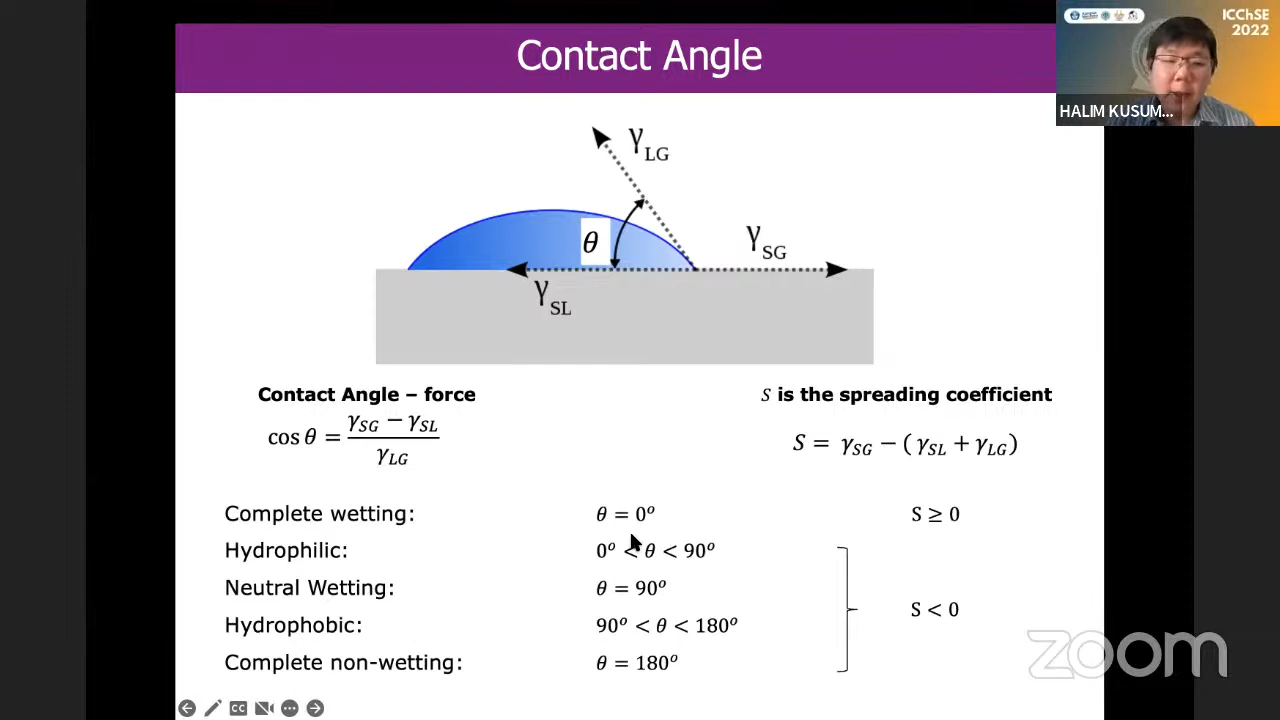 Contact Angle
ICChSE
2022
HALIM KUSUM...
γLG
θ
γSG
γSL
Contact Angle – force
S is the spreading coefficient
cos θ = (γSG − γSL) / γLG
S = γSG − ( γSL + γLG)
Complete wetting: θ = 0° S ≥ 0
Hydrophilic: 0° < θ < 90°
Neutral Wetting: θ = 90°
S < 0
Hydrophobic: 90° < θ < 180°
Complete non-wetting: θ = 180°
zoom
CC